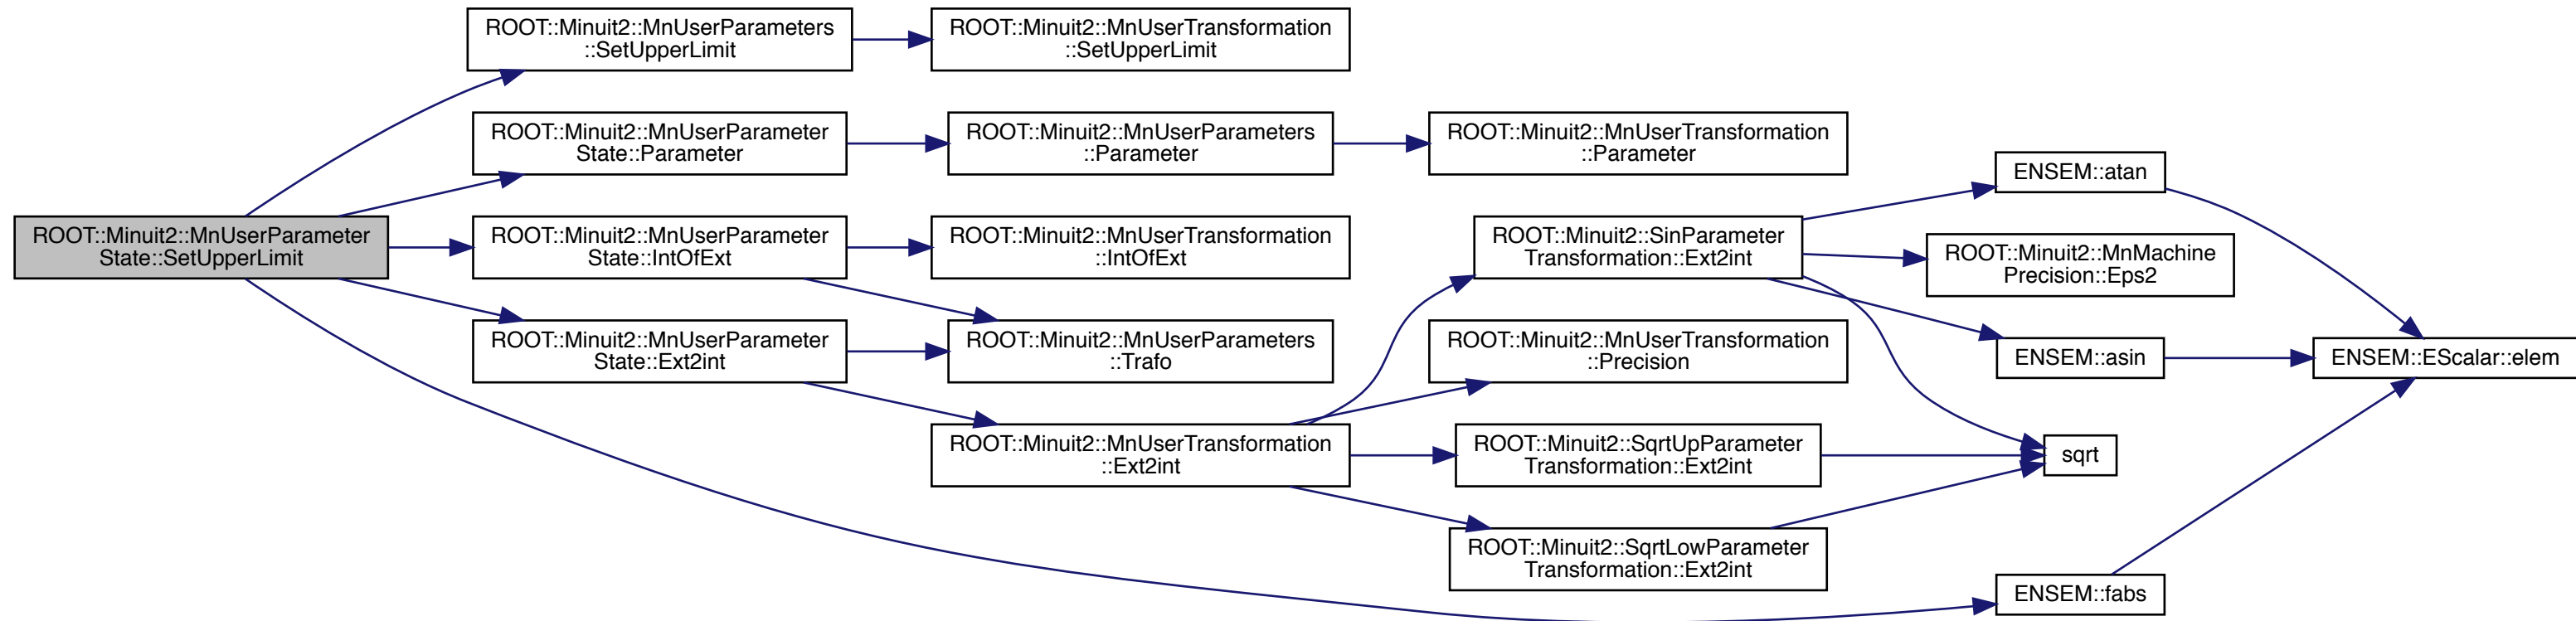 ROOT::Minuit2::MnUserParameter
State::SetUpperLimit
ROOT::Minuit2::MnUserParameters
::SetUpperLimit
ROOT::Minuit2::MnUserTransformation
::SetUpperLimit
ROOT::Minuit2::MnUserParameter
State::Parameter
ROOT::Minuit2::MnUserParameters
::Parameter
ROOT::Minuit2::MnUserTransformation
::Parameter
ROOT::Minuit2::MnUserParameter
State::IntOfExt
ROOT::Minuit2::MnUserTransformation
::IntOfExt
ROOT::Minuit2::MnUserParameter
State::Ext2int
ROOT::Minuit2::MnUserParameters
::Trafo
ROOT::Minuit2::MnUserTransformation
::Ext2int
ROOT::Minuit2::SinParameter
Transformation::Ext2int
ROOT::Minuit2::MnUserTransformation
::Precision
ROOT::Minuit2::SqrtUpParameter
Transformation::Ext2int
ROOT::Minuit2::SqrtLowParameter
Transformation::Ext2int
ENSEM::atan
ROOT::Minuit2::MnMachine
Precision::Eps2
ENSEM::asin
sqrt
ENSEM::fabs
ENSEM::EScalar::elem